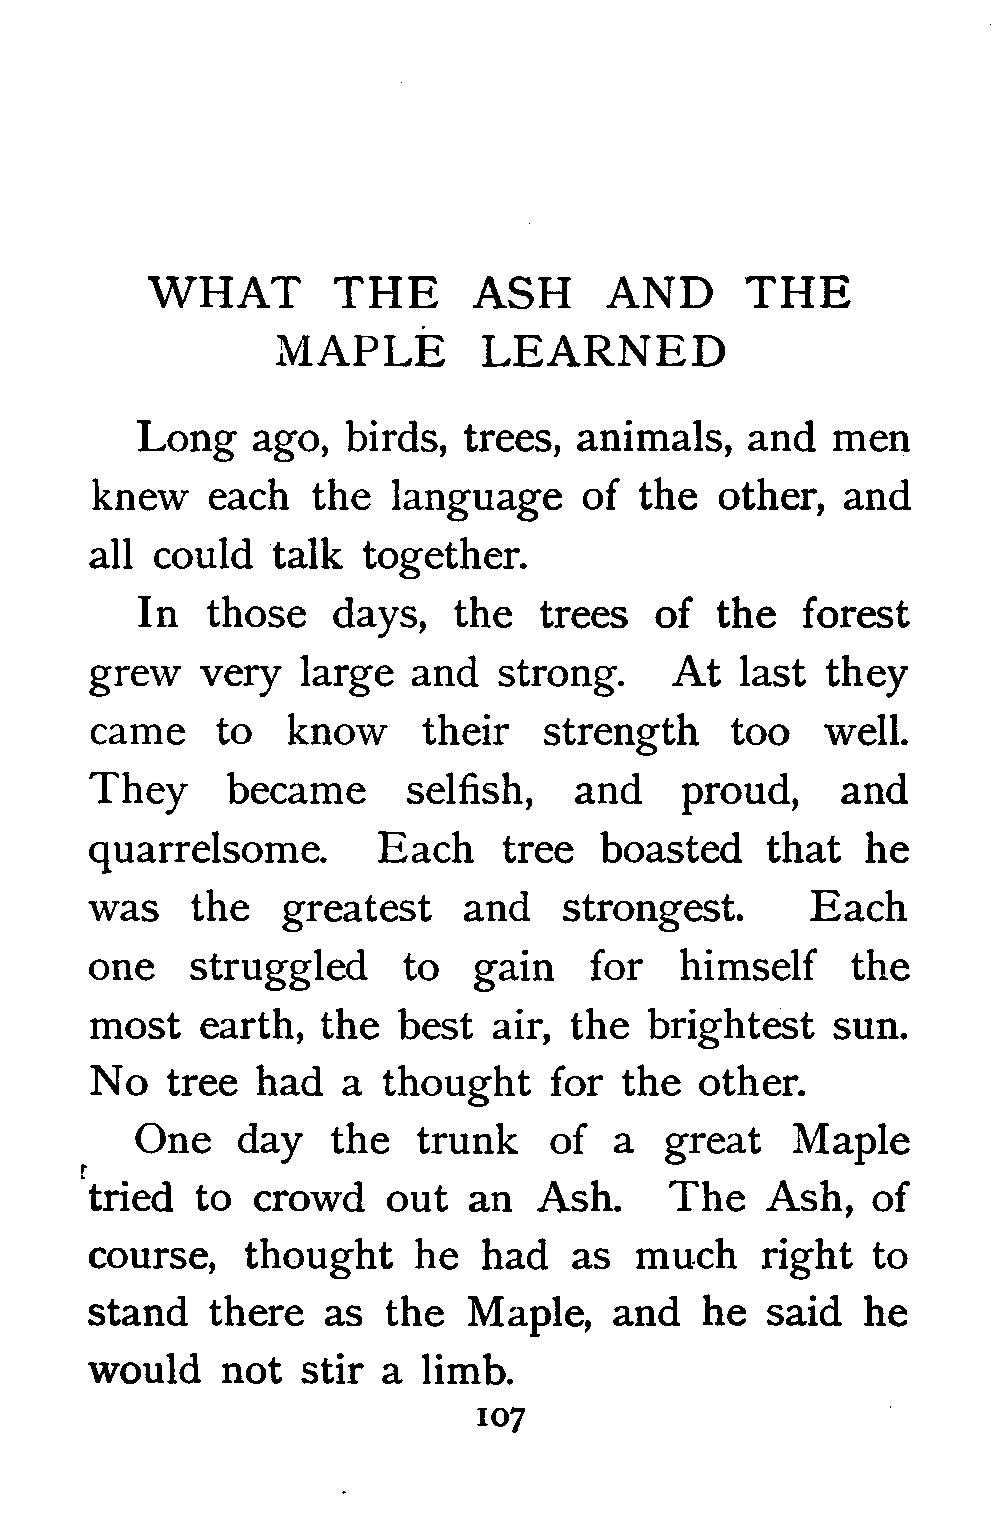 WHAT THE ASH AND THE
MAPLE LEARNED
Long ago, birds, trees, animals, and men
knew each the language of the other, and
all could talk together.
In those days, the trees of the forest
grew very large and strong. At last they
came to know their strength too well.
They became selfish, and proud, and
quarrelsome. Each tree boasted that he
was the greatest and strongest. Each
one struggled to gain for himself the
most earth, the best air, the brightest sun.
No tree had a thought for the other.
One day the trunk of a great Maple
tried to crowd out an Ash. The Ash, of
course, thought he had as much right to
stand there as the Maple, and he said he
would not stir a limb.
107